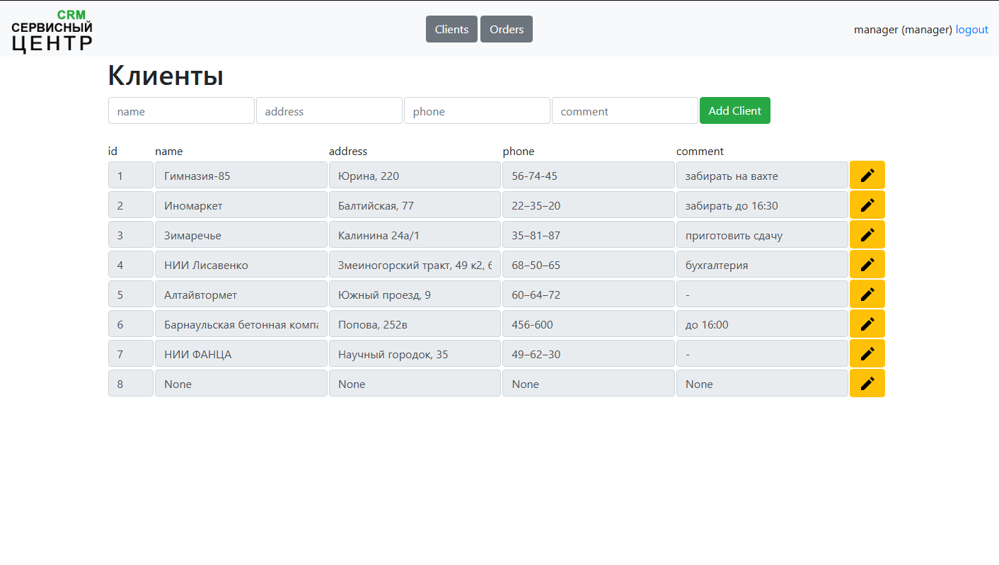 CRM
СЕРВИСНЫЙ
ЦЕНТР
Clients Orders
manager (manager) logout
Клиенты
name address phone comment Add Client
id name address phone comment
1 Гимназия-85 Юрина, 220 56-74-45 забирать на вахте
2 Иномаркет Балтийская, 77 22–35–20 забирать до 16:30
3 Зимаречье Калинина 24а/1 35–81–87 приготовить сдачу
4 НИИ Лисавенко Змеиногорский тракт, 49 к2, 68–50–65 бухгалтерия
5 Алтайвтормет Южный проезд, 9 60–64–72 -
6 Барнаульская бетонная Попова, 252в 456-600 до 16:00
7 НИИ ФАНЦА Научный городок, 35 49–62–30 -
8 None None None None